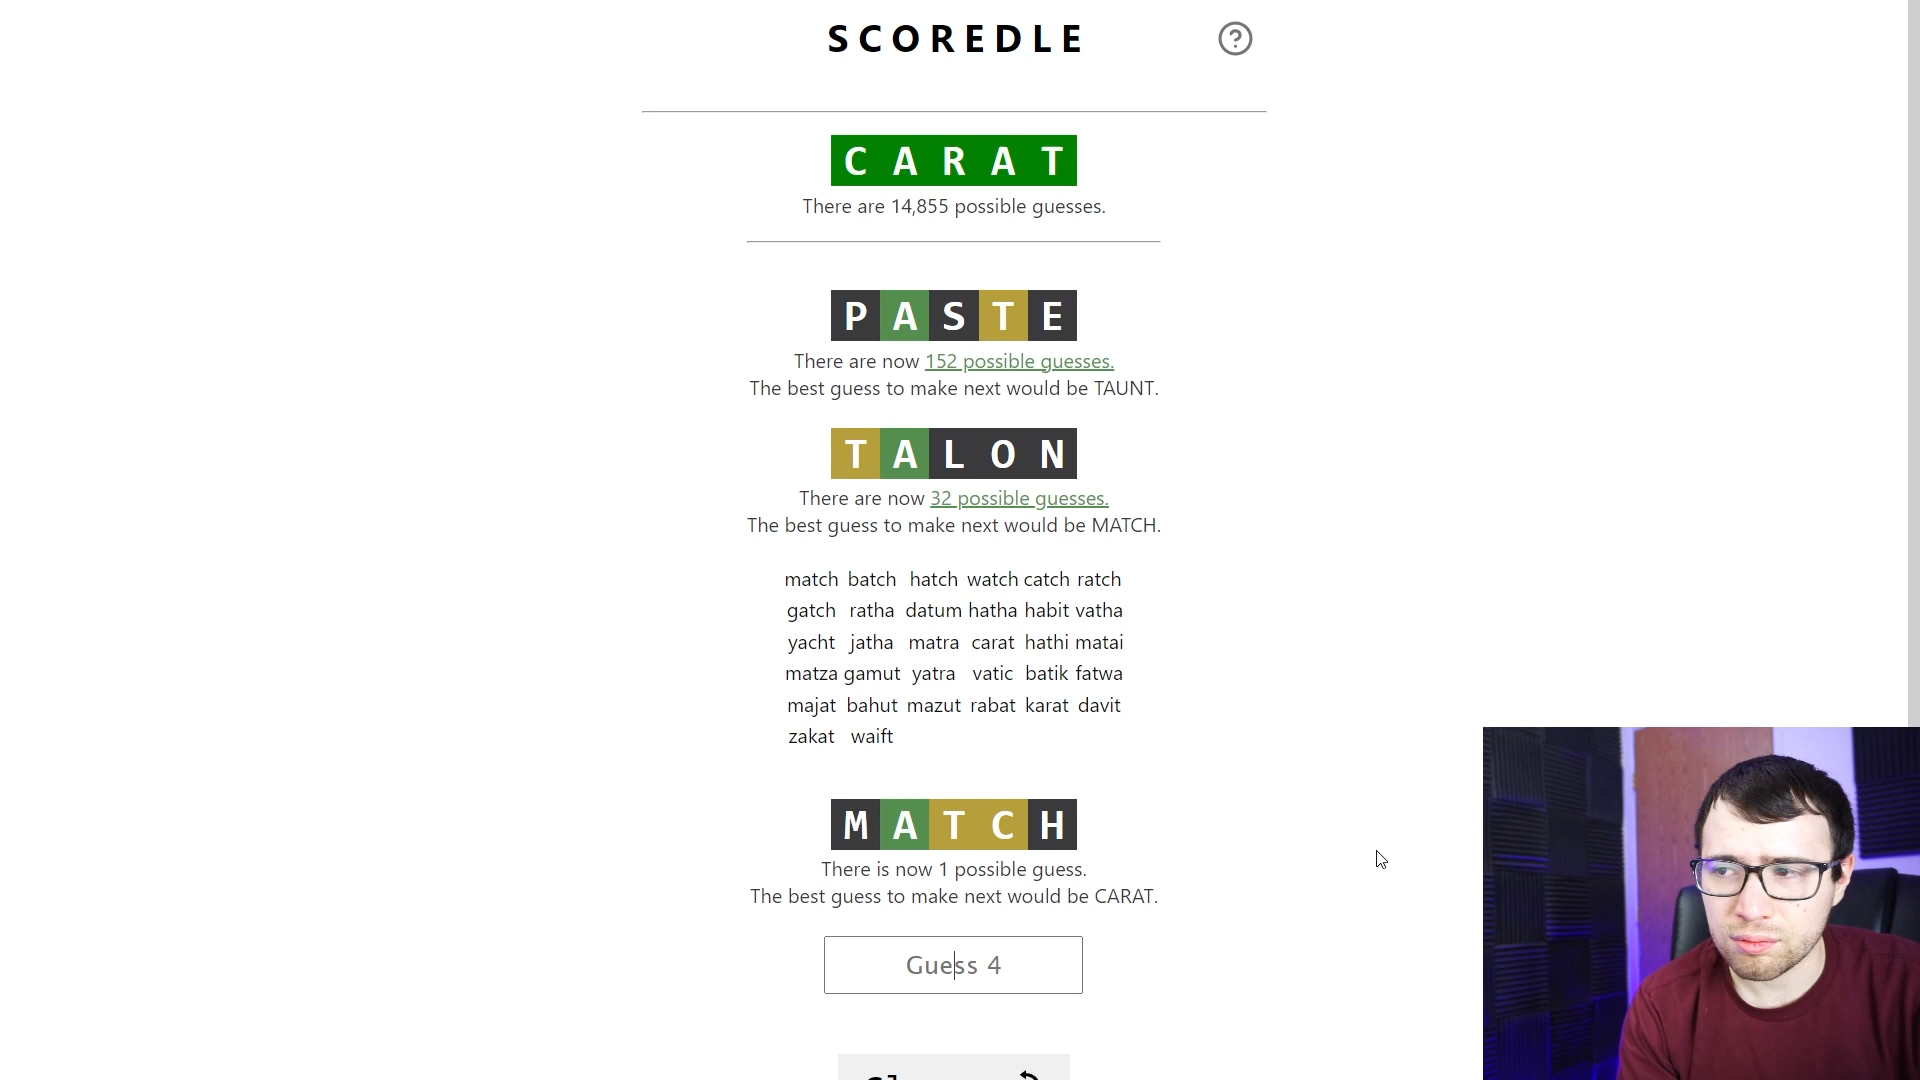 SCOREDLE
CARAT
There are 14,855 possible guesses.
PASTE
There are now 152 possible guesses.
The best guess to make next would be TAUNT.
TALON
There are now 32 possible guesses.
The best guess to make next would be MATCH.
match batch hatch watch catch ratch
gatch ratha datum hatha habit vatha
yacht jatha matra carat hathi matai
matza gamut yatra vatic batik fatwa
majat bahut mazut rabat karat davit
zakat waift
MATCH
There is now 1 possible guess.
The best guess to make next would be CARAT.
Guess 4